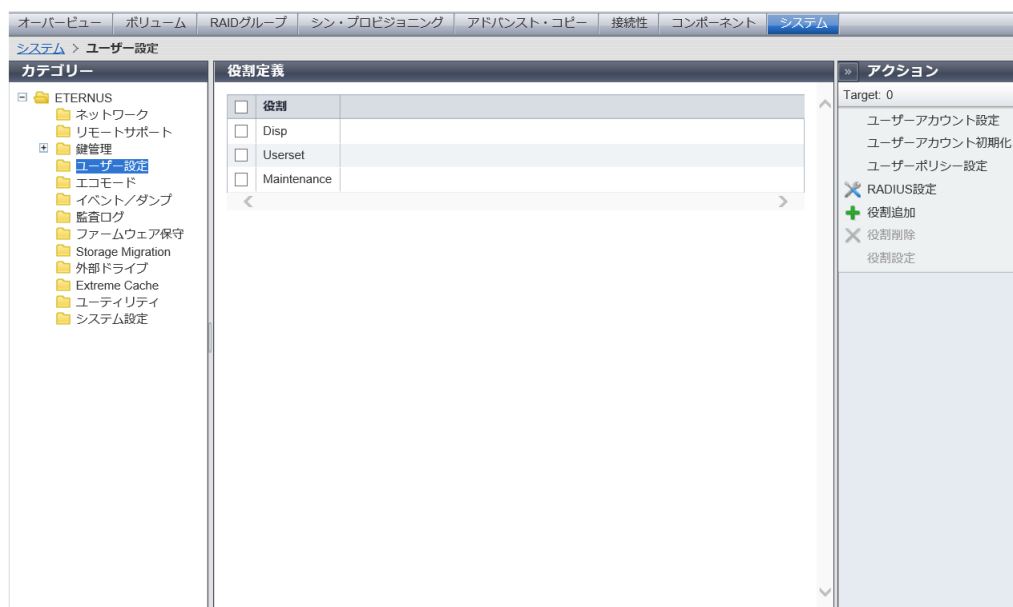 オーバービュー ボリューム RAIDグループ シン・プロビジョニング アドバンスト・コピー 接続性 コンポーネント システム
システム > ユーザー設定
カテゴリー
ETERNUS
ネットワーク
リモートサポート
鍵管理
ユーザー設定
エコモード
イベント/ダンプ
監査ログ
ファームウェア保守
Storage Migration
外部ドライブ
Extreme Cache
ユーティリティ
システム設定
役割定義
役割
Disp
Userset
Maintenance
» アクション
Target: 0
ユーザーアカウント設定
ユーザーアカウント初期化
ユーザーポリシー設定
RADIUS設定
役割追加
役割削除
役割設定